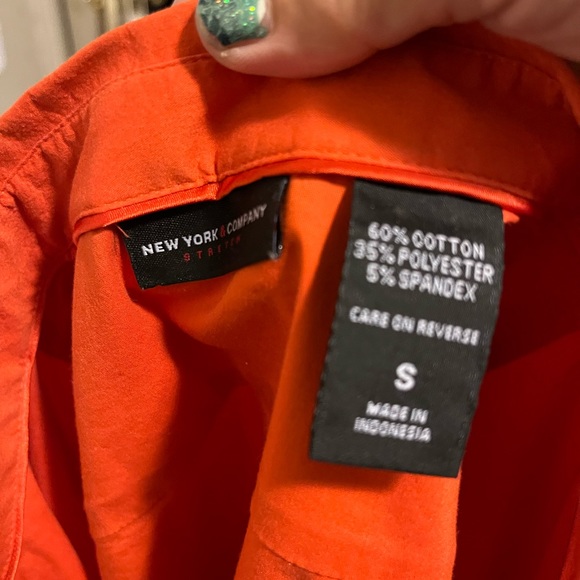 NEW YORK & COMPANY
STRETCH
60% COTTON
35% POLYESTER
5% SPANDEX
CARE ON REVERSE
S
MADE IN
INDONESIA